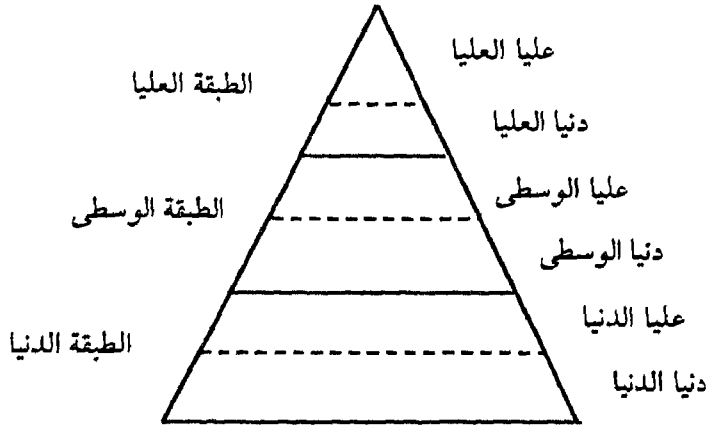 عليا العليا
الطبقة العليا
دنيا العليا
عليا الوسطى
الطبقة الوسطى
دنيا الوسطى
عليا الدنيا
الطبقة الدنيا
دنيا الدنيا